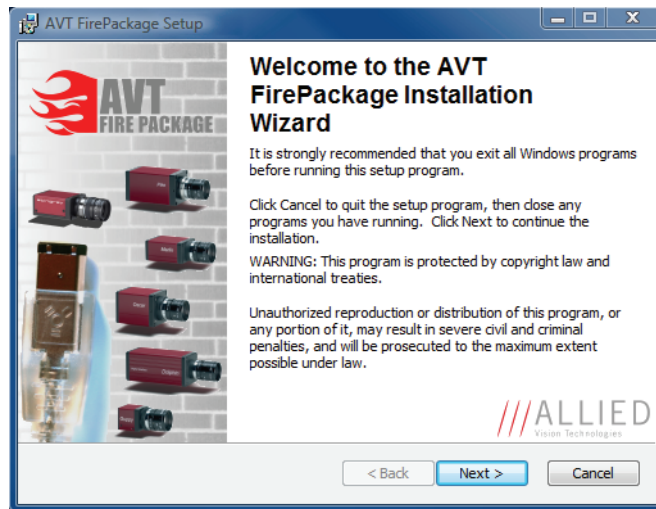 AVT FirePackage Setup
AVT
FIRE PACKAGE
Welcome to the AVT
FirePackage Installation
Wizard
It is strongly recommended that you exit all Windows programs
before running this setup program.
Click Cancel to quit the setup program, then close any
programs you have running. Click Next to continue the
installation.
WARNING: This program is protected by copyright law and
international treaties.
Unauthorized reproduction or distribution of this program, or
any portion of it, may result in severe civil and criminal
penalties, and will be prosecuted to the maximum extent
possible under law.
Dolphin
///ALLIED
Vision Technologies
< Back
Next >
Cancel